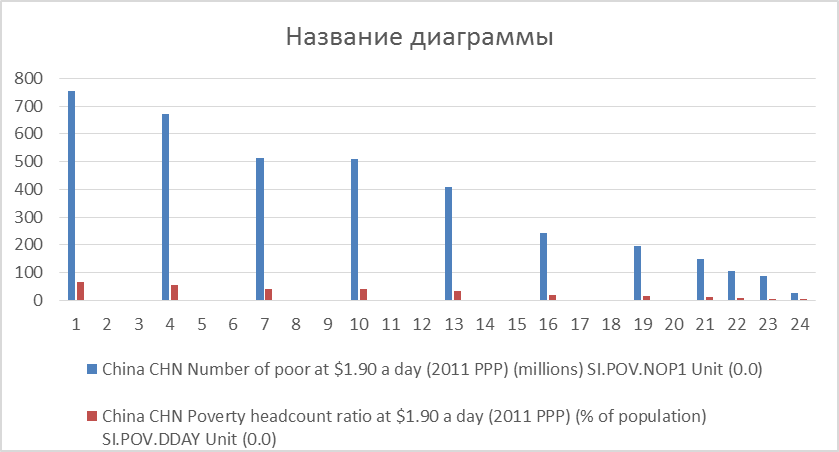 Название диаграммы
800
700
600
500
400
300
200
100
0
1 2 3 4 5 6 7 8 9 10 11 12 13 14 15 16 17 18 19 20 21 22 23 24
China CHN Number of poor at $1.90 a day (2011 PPP) (millions) SI.POV.NOP1 Unit (0.0)
China CHN Poverty headcount ratio at $1.90 a day (2011 PPP) (% of population)
SI.POV.DDAY Unit (0.0)